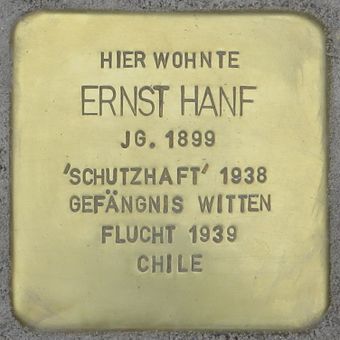 HIER WOHNTE
ERNST HANF
JG. 1899
'SCHUTZHAFT' 1938
GEFÄNGNIS WITTEN
FLUCHT 1939
CHILE